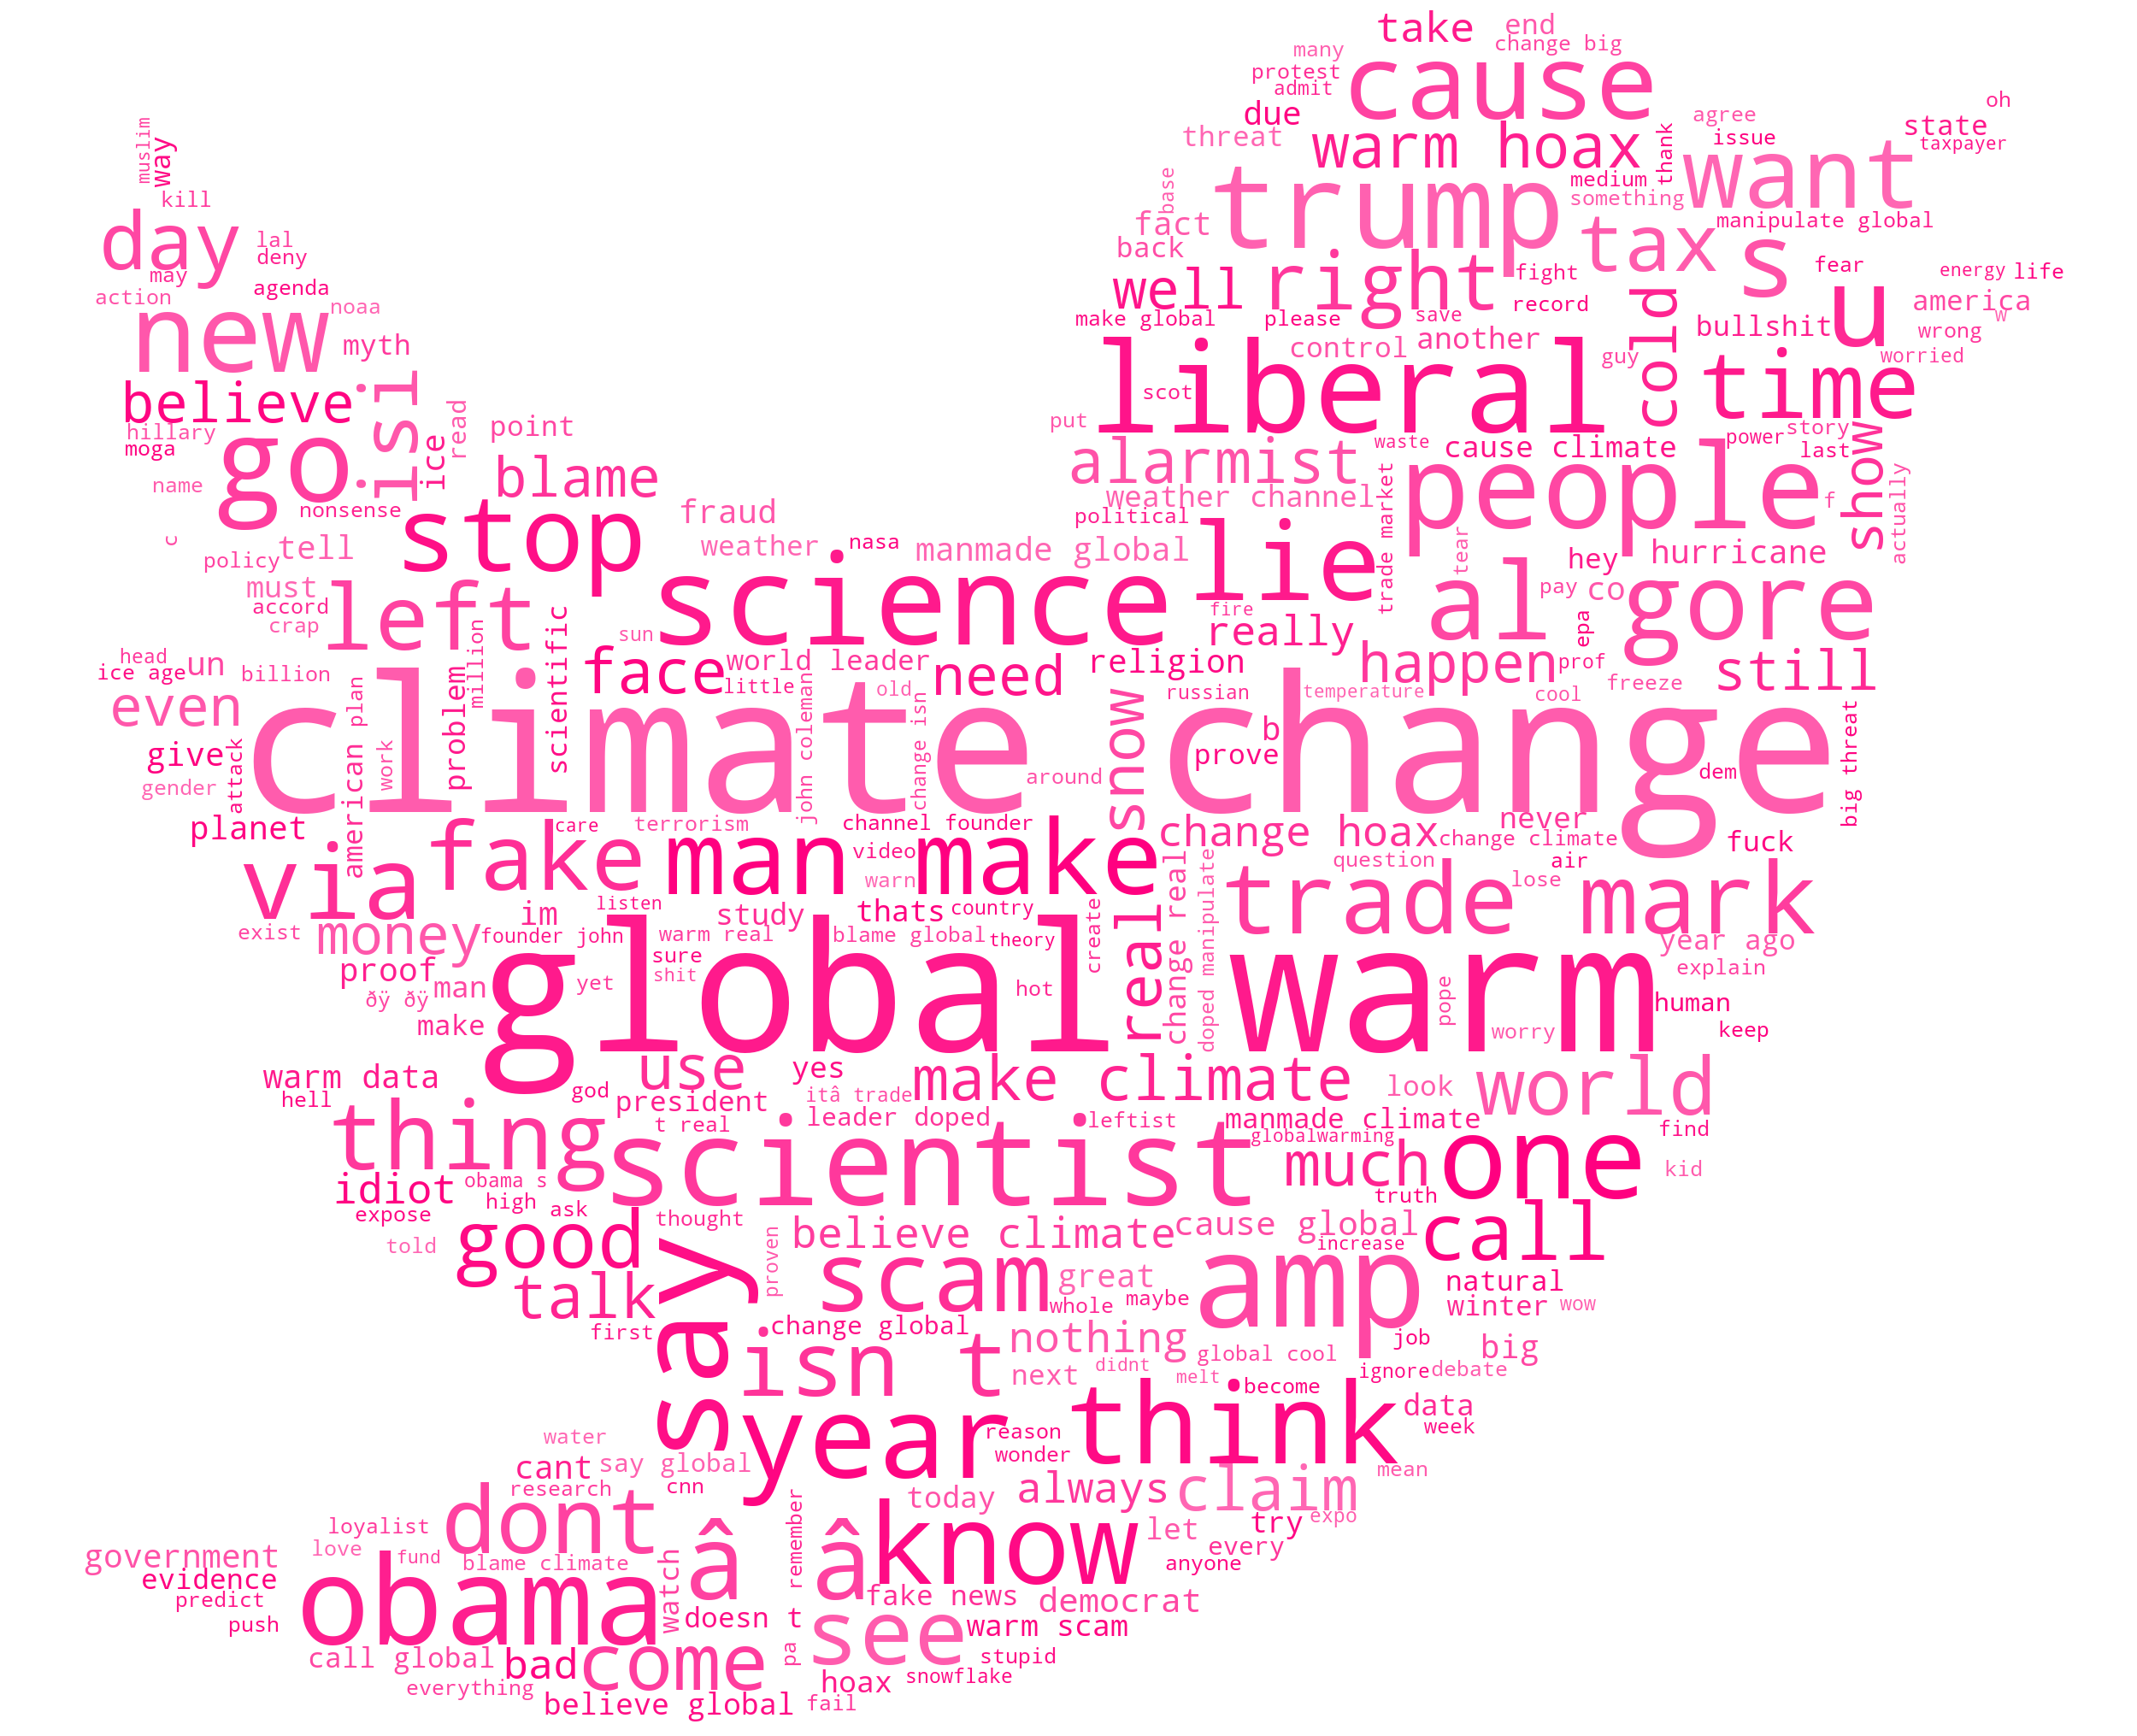 take
end
many
change big
protest
admit
cause
due
warm hoax
threat
thank
agree
issue
oh
state
taxpayer
want
muslim
way
kill
base
trump
medium
something
manipulate global
fact
back
day
lal
deny
may
agenda
action
noaa
tax
s
fear
energy
life
well
right
fight
record
cold
u
america
w
new
myth
make global
please
save
bullshit
wrong
worried
liberal
control
another
guy
time
believe
isl
read
scot
put
hillary
moga
go
ice
point
alarmist
waste
cause climate
power
story
last
show
name
nonsense
blame
weather channel
people
f
actually
stop
fraud
political
lie
trade market
c
policy
tell
weather
nasa
manmade global
tear
hey
hurricane
must
accord
crap
left
scientific
science
fire
really
al
pay
co
epa
gore
sun
head
ice age
un
billion
million
face
world leader
little
need
religion
russian
happen
prof
freeze
still
even
climate change
problem
john coleman
old
change isn
snow
temperature
cool
give
attack
gender
american plan
work
around
b
prove
dem
big threat
planet
care
terrorism
channel founder
change hoax
never
change climate
fuck
via
fake
man
video
warn
make
question
air
lose
trade mark
exist
money
listen
founder john
im
study
thats
country
real
change real
doped manipulate
warm real
blame global
theory
create
year ago
explain
proof
man
ðÿ ðÿ
make
global warm
yet
sure
shit
hot
pope
worry
human
keep
warm data
hell
use
god
president
yes
itâ trade
make climate
look
world
thing
t real
leader doped
leftist
manmade climate
globalwarming
find
scientist
much
one
kid
idiot
obama s
high
ask
expose
truth
told
good
thought
believe climate
cause global
call
increase
talk
say
proven
scam
great
whole
maybe
amp
natural
winter
wow
first
change global
nothing
job
big
isn t
next
didnt
global cool
melt
ignore
debate
become
year
think
data
week
reason
wonder
water
cant
say global
research
cnn
today
always
claim
mean
dont
loyalist
love
fund
blame climate
â â
remember
know
let
try
expo
every
anyone
government
evidence
predict
push
obama
watch
doesn t
fake news
democrat
see
warm scam
call global
bad
come
pa
stupid
hoax
snowflake
everything
believe global
fail